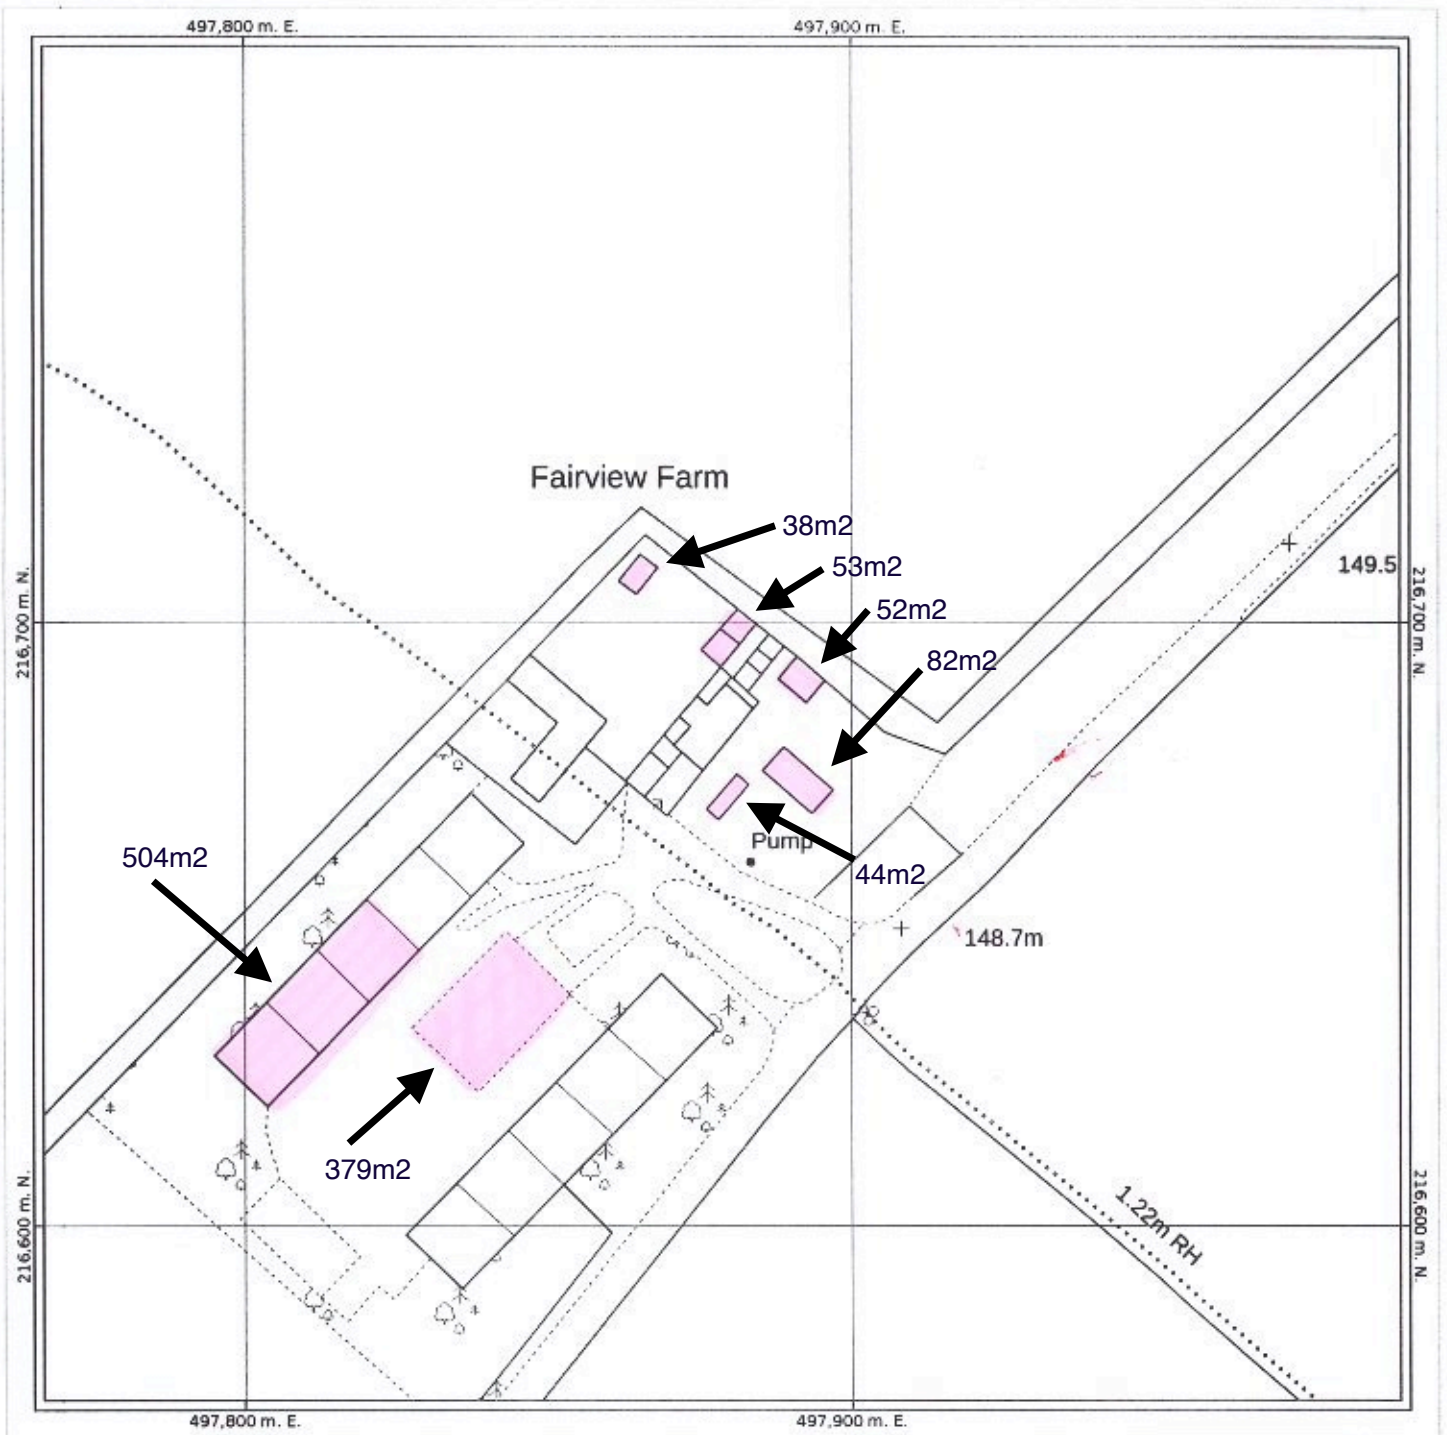 497,800 m. E.
497,900 m. E.
Fairview Farm
38m2
53m2
149.5
52m2
216,700 m. N.
216,700 m. N.
82m2
Pump
504m2
44m2
148.7m
379m2
1.22m RH
216,600 m. N.
216,600 m. N.
497,800 m. E.
497,900 m. E.